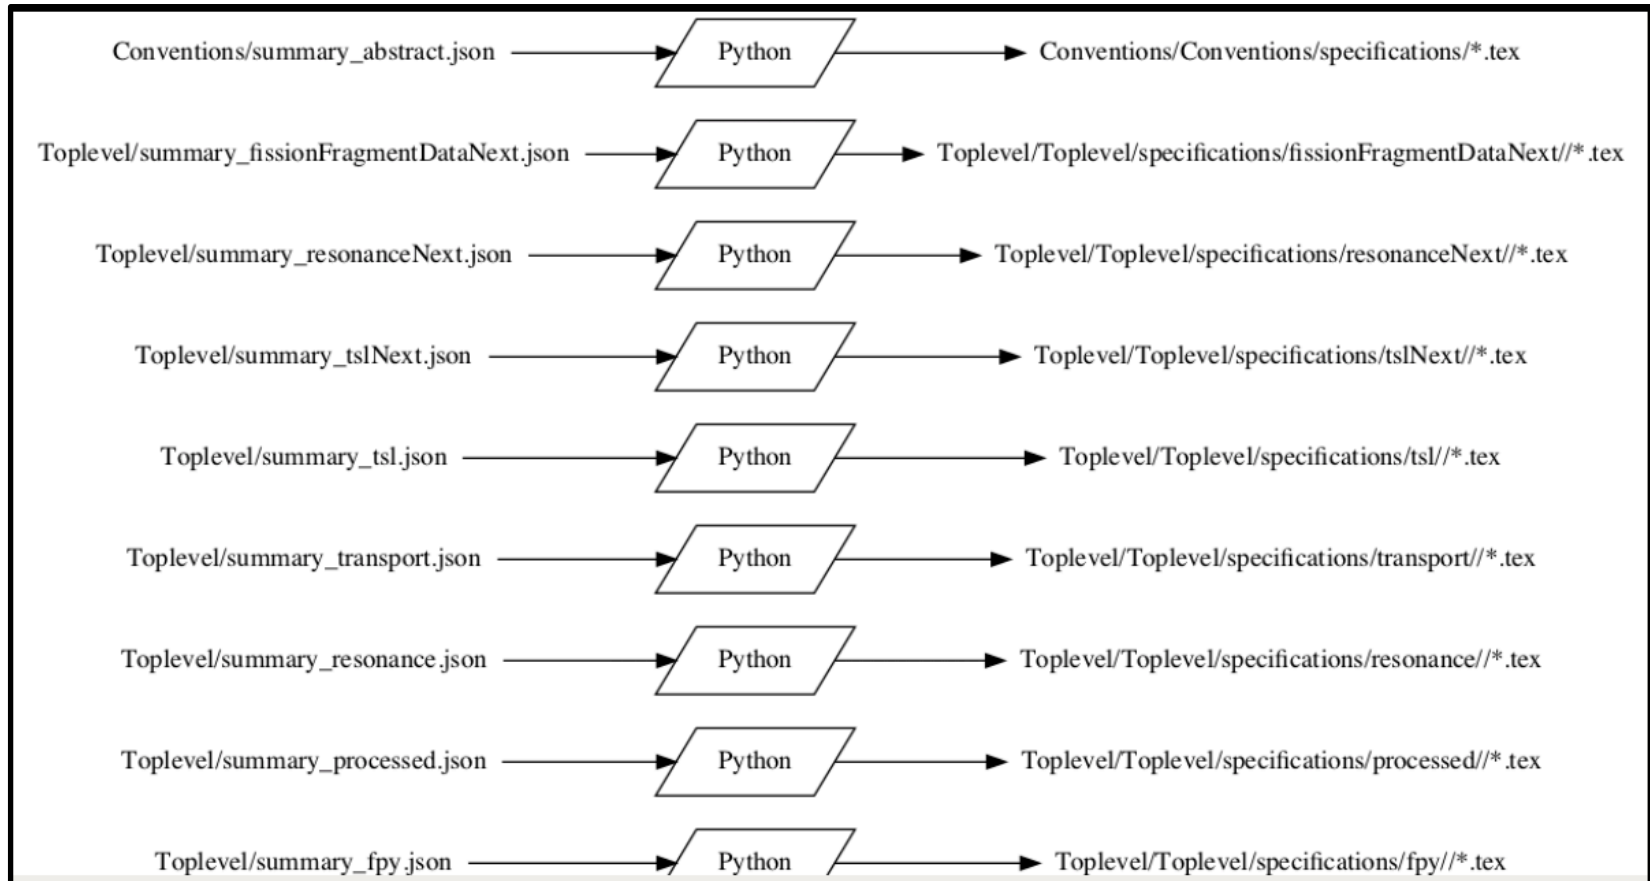 Conventions/summary_abstract.json Python Conventions/Conventions/specifications/*.tex
Toplevel/summary_fissionFragmentDataNext.json Python Toplevel/Toplevel/specifications/fissionFragmentDataNext//*.tex
Toplevel/summary_resonanceNext.json Python Toplevel/Toplevel/specifications/resonanceNext//*.tex
Toplevel/summary_tslNext.json Python Toplevel/Toplevel/specifications/tslNext//*.tex
Toplevel/summary_tsl.json Python Toplevel/Toplevel/specifications/tsl//*.tex
Toplevel/summary_transport.json Python Toplevel/Toplevel/specifications/transport//*.tex
Toplevel/summary_resonance.json Python Toplevel/Toplevel/specifications/resonance//*.tex
Toplevel/summary_processed.json Python Toplevel/Toplevel/specifications/processed//*.tex
Toplevel/summary_fpy.json Python Toplevel/Toplevel/specifications/fpy//*.tex